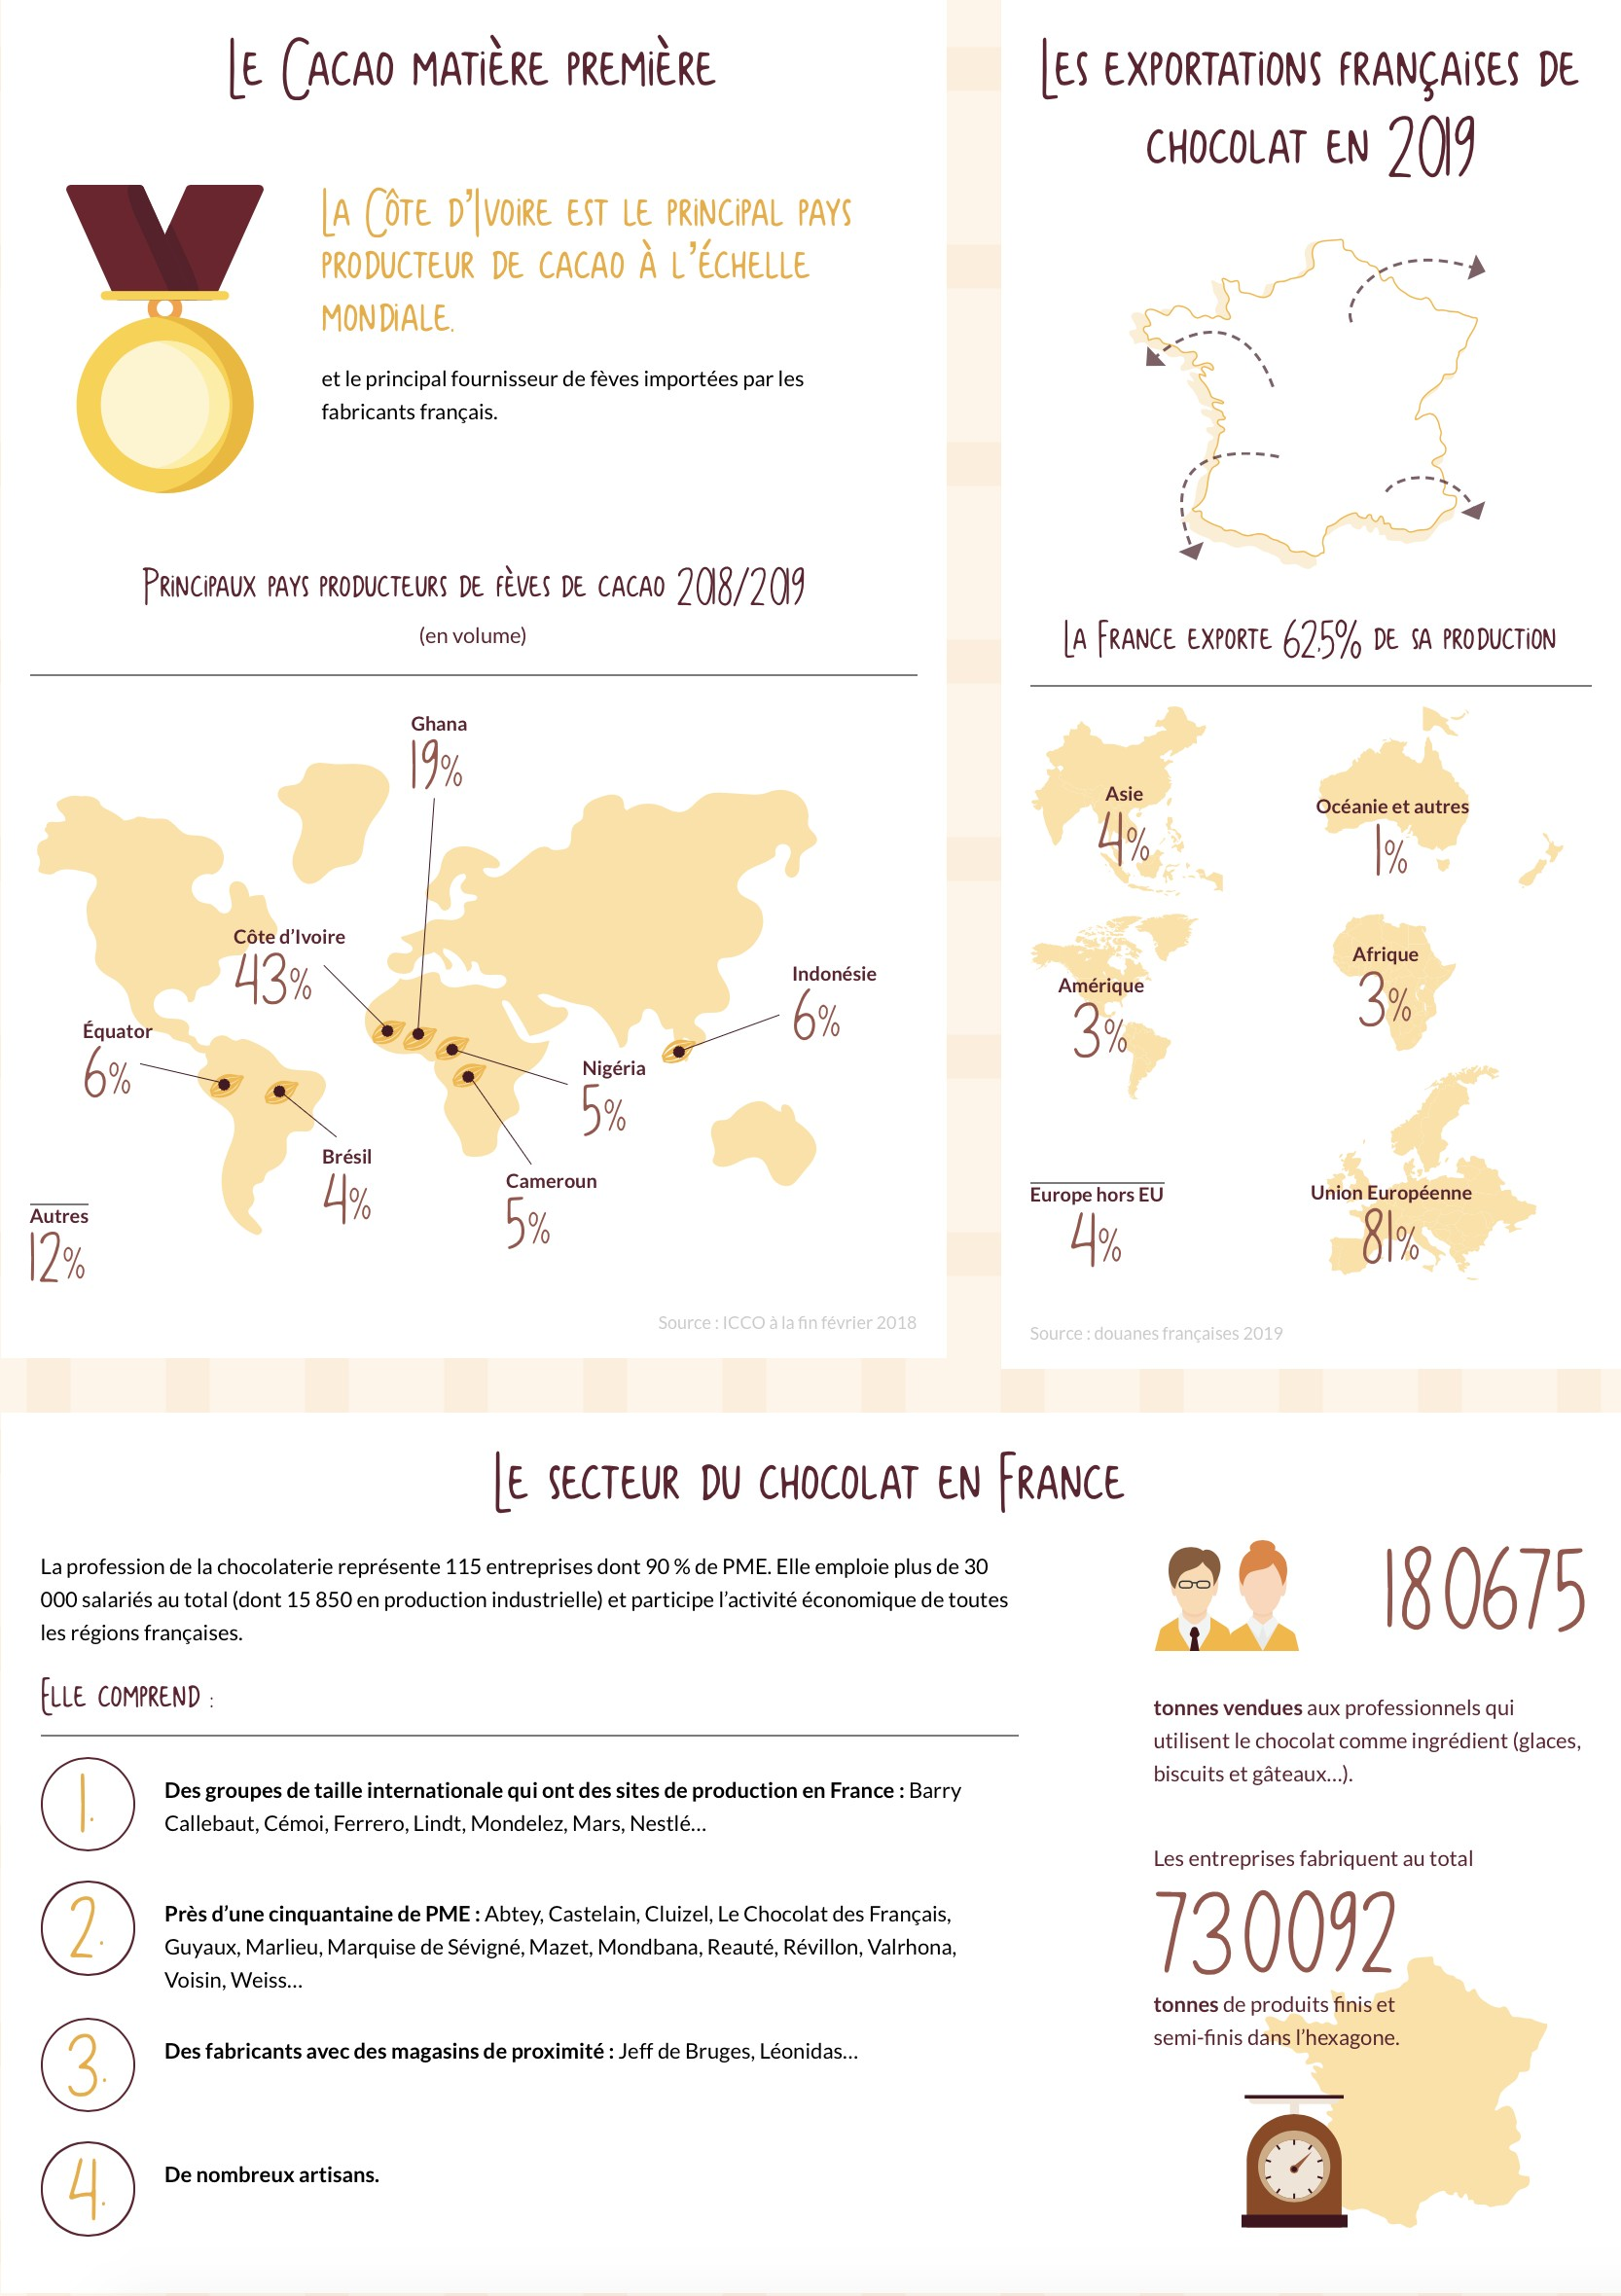 Le Cacao matière première
La Côte d'Ivoire est le principal pays
producteur de cacao à l'échelle
mondiale.
et le principal fournisseur de fèves importées par les
fabricants français.
Principaux pays producteurs de fèves de cacao 2018/2019
(en volume)
Ghana
19%
Côte d'Ivoire
43%
Indonésie
6%
Équator
6%
Nigéria
5%
Brésil
4%
Cameroun
5%
Autres
12%
Source : ICCO à la fin février 2018
Les exportations françaises de
chocolat en 2019
La France exporte 62,5% de sa production
Asie
4%
Océanie et autres
1%
Amérique
3%
Afrique
3%
Europe hors EU
4%
Union Européenne
81%
Source : douanes françaises 2019
Le secteur du chocolat en France
La profession de la chocolaterie représente 115 entreprises dont 90 % de PME. Elle emploie plus de 30
000 salariés au total (dont 15 850 en production industrielle) et participe l'activité économique de toutes
les régions françaises.
Elle comprend :
1.
Des groupes de taille internationale qui ont des sites de production en France : Barry
Callebaut, Cémoi, Ferrero, Lindt, Mondelez, Mars, Nestlé...
2.
Près d'une cinquantaine de PME : Abtey, Castelain, Cluizel, Le Chocolat des Français,
Guyaux, Marlieu, Marquise de Sévigné, Mazet, Mondbana, Reauté, Révillon, Valrhona,
Voisin, Weiss...
3.
Des fabricants avec des magasins de proximité : Jeff de Bruges, Léonidas...
4.
De nombreux artisans.
180675
tonnes vendues aux professionnels qui
utilisent le chocolat comme ingrédient (glaces,
biscuits et gâteaux...).
Les entreprises fabriquent au total
730092
tonnes de produits finis et
semi-finis dans l'hexagone.